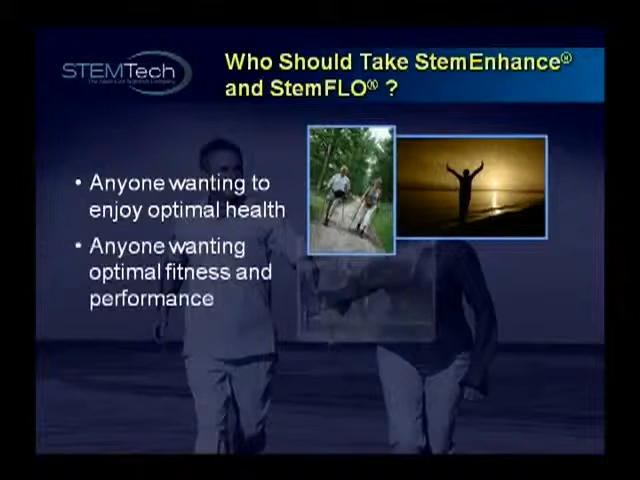 STEMTech
Who Should Take StemEnhance®
and StemFLO® ?
• Anyone wanting to
enjoy optimal health
• Anyone wanting
optimal fitness and
performance